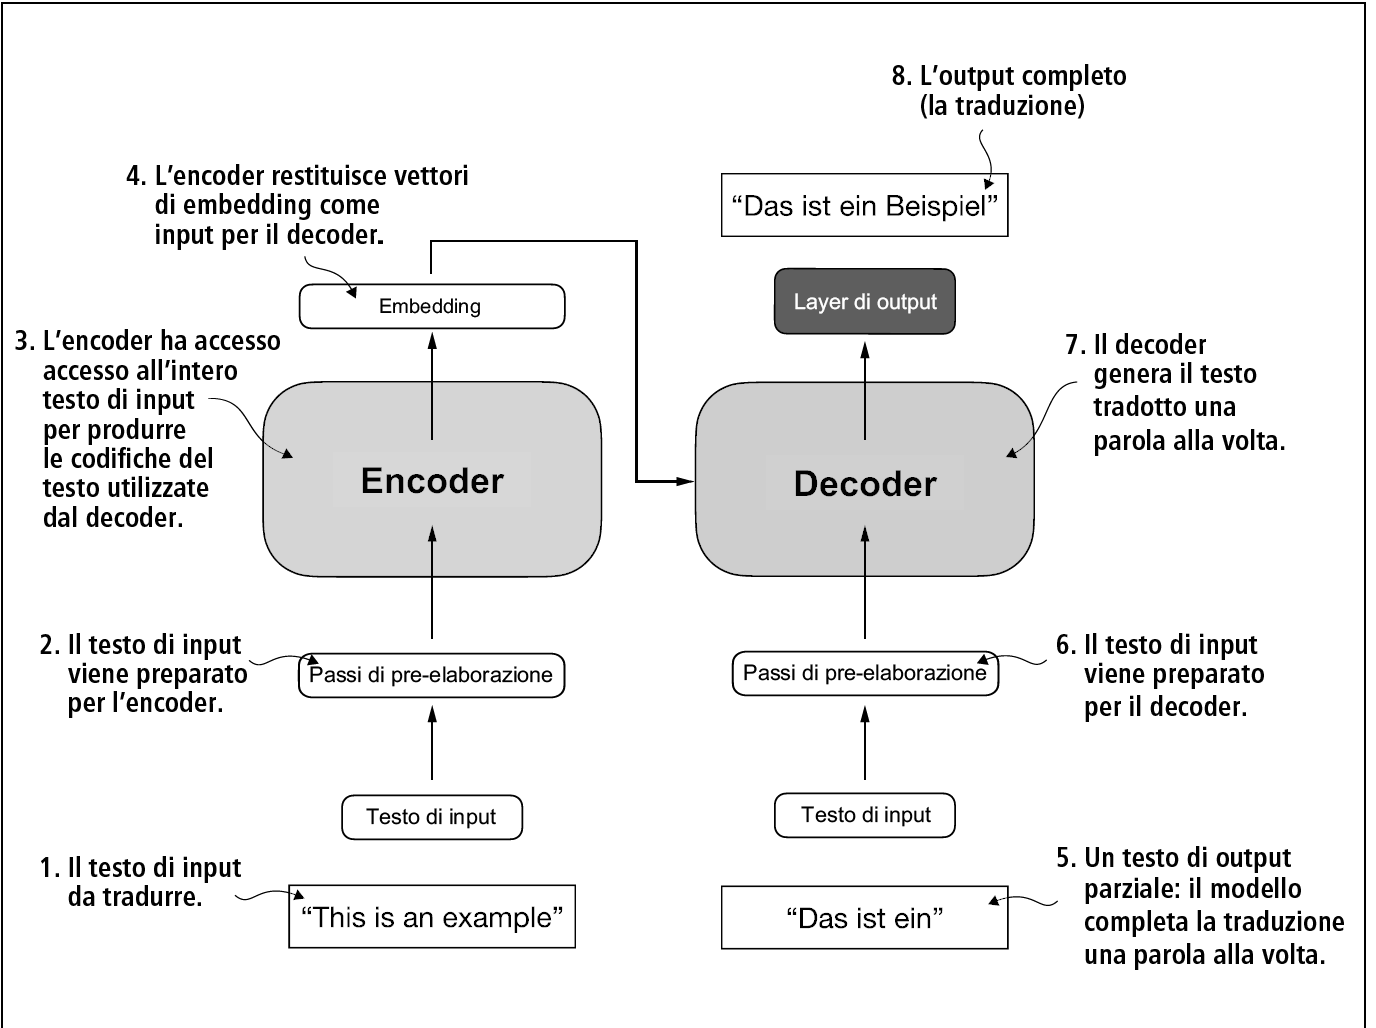 8. L’output completo
(la traduzione)
“Das ist ein Beispiel”
4. L’encoder restituisce vettori
di embedding come
input per il decoder.
Embedding
Layer di output
3. L’encoder ha accesso
accesso all’intero
testo di input
per produrre
le codifiche del
testo utilizzate
dal decoder.
Encoder
Decoder
7. Il decoder
genera il testo
tradotto una
parola alla volta.
2. Il testo di input
viene preparato
per l’encoder.
Passi di pre-elaborazione
Passi di pre-elaborazione
6. Il testo di input
viene preparato
per il decoder.
Testo di input
Testo di input
1. Il testo di input
da tradurre.
“This is an example”
“Das ist ein”
5. Un testo di output
parziale: il modello
completa la traduzione
una parola alla volta.